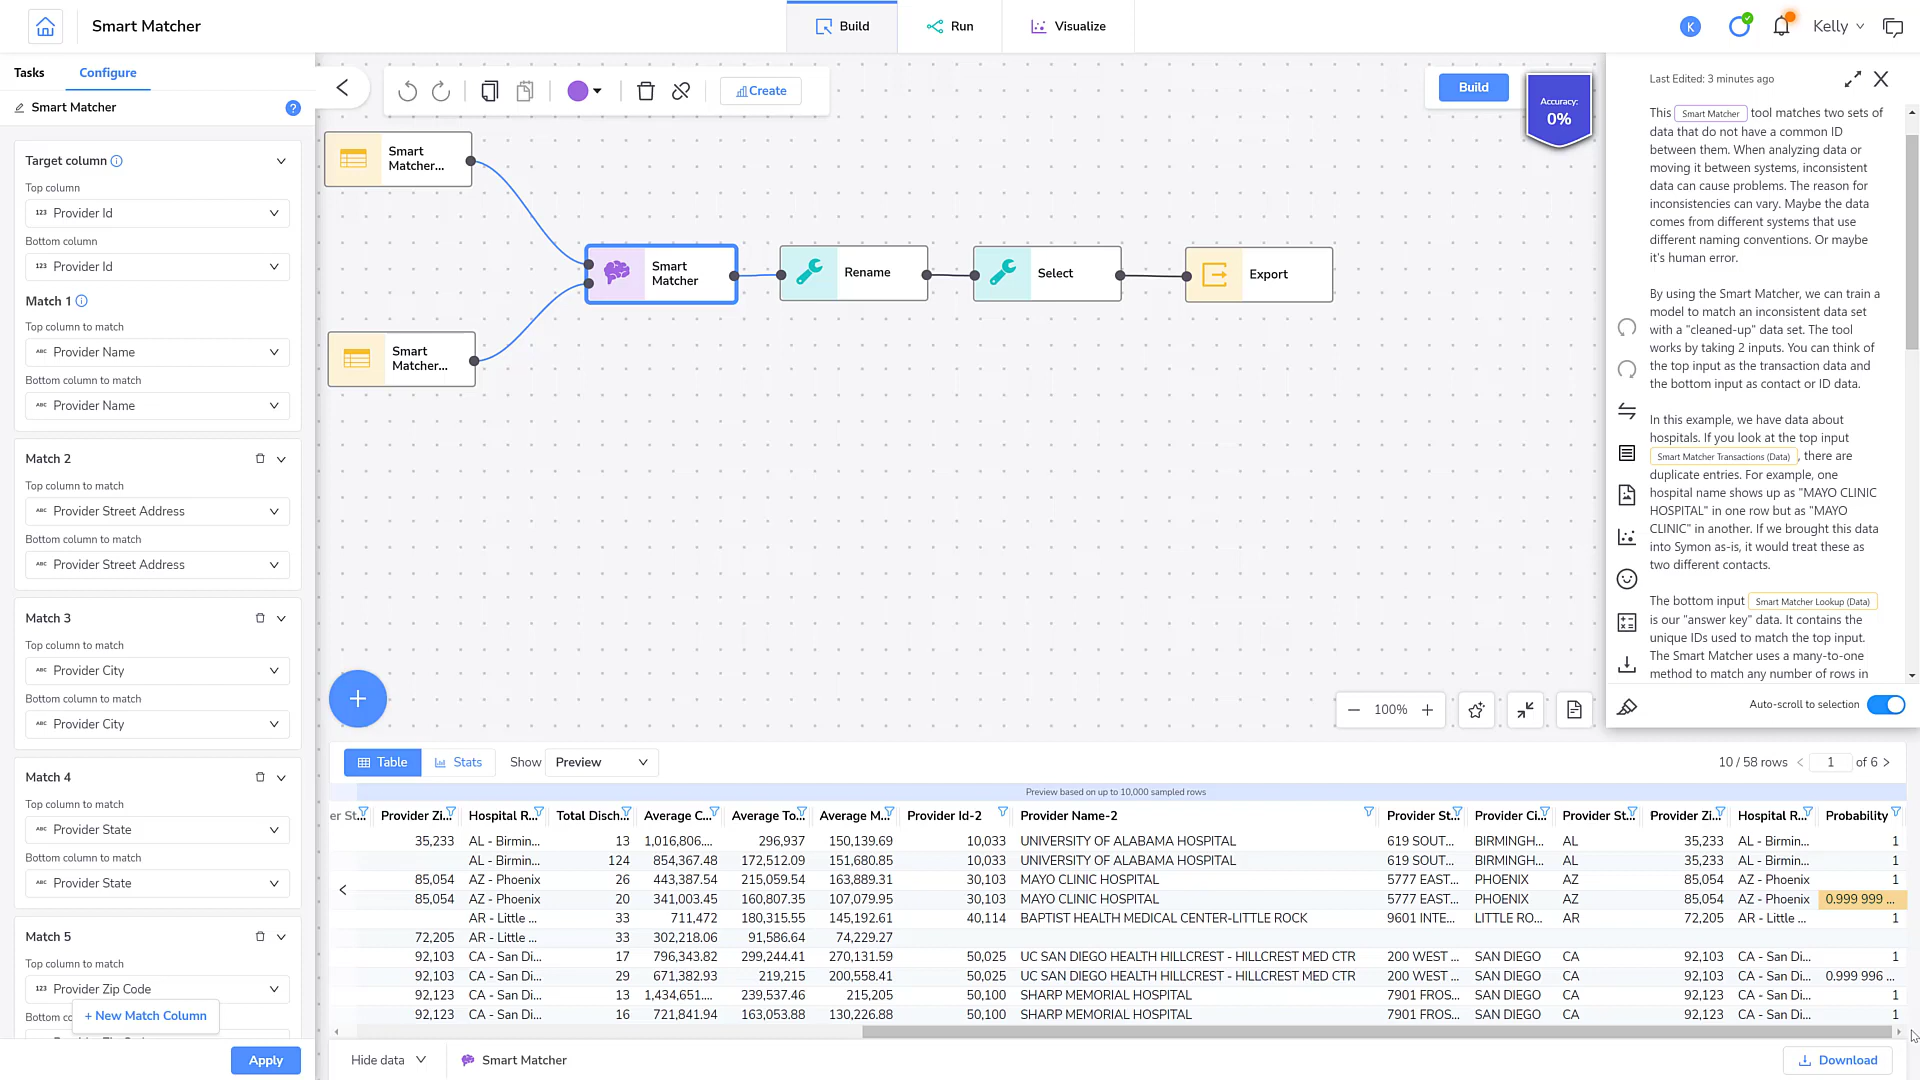 Smart Matcher
Build
Run
Visualize
K
Kelly
Tasks
Configure
Smart Matcher
?
Target column
Top column
123 Provider Id
Bottom column
123 Provider Id
Match 1
Top column to match
ABC Provider Name
Bottom column to match
ABC Provider Name
Match 2
Top column to match
ABC Provider Street Address
Bottom column to match
ABC Provider Street Address
Match 3
Top column to match
ABC Provider City
Bottom column to match
ABC Provider City
Match 4
Top column to match
ABC Provider State
Bottom column to match
ABC Provider State
Match 5
Top column to match
123 Provider Zip Code
+ New Match Column
Apply
Create
Build
Accuracy:
0%
Smart
Matcher...
Smart
Matcher...
Smart
Matcher
Rename
Select
Export
100%
Last Edited: 3 minutes ago
This Smart Matcher tool matches two sets of
data that do not have a common ID
between them. When analyzing data or
moving it between systems, inconsistent
data can cause problems. The reason for
inconsistencies can vary. Maybe the data
comes from different systems that use
different naming conventions. Or maybe
it's human error.
By using the Smart Matcher, we can train a
model to match an inconsistent data set
with a "cleaned-up" data set. The tool
works by taking 2 inputs. You can think of
the top input as the transaction data and
the bottom input as contact or ID data.
In this example, we have data about
hospitals. If you look at the top input
Smart Matcher Transactions (Data) , there are
duplicate entries. For example, one
hospital name shows up as "MAYO CLINIC
HOSPITAL" in one row but as "MAYO
CLINIC" in another. If we brought this data
into Symon as-is, it would treat these as
two different contacts.
The bottom input Smart Matcher Lookup (Data)
is our "answer key" data. It contains the
unique IDs used to match the top input.
The Smart Matcher uses a many-to-one
method to match any number of rows in
Auto-scroll to selection
Table
Stats
Show Preview
10 / 58 rows < 1 of 6 >
Preview based on up to 10,000 sampled rows
er St... Provider Zi... Hospital R... Total Disch... Average C... Average To... Average M... Provider Id-2 Provider Name-2 Provider St... Provider Ci... Provider St... Provider Zi... Hospital R... Probability
35,233 AL - Birmin... 13 1,016,806.... 296,937 150,139.69 10,033 UNIVERSITY OF ALABAMA HOSPITAL 619 SOUT... BIRMINGH... AL 35,233 AL - Birmin... 1
AL - Birmin... 124 854,367.48 172,512.09 151,680.85 10,033 UNIVERSITY OF ALABAMA HOSPITAL 619 SOUT... BIRMINGH... AL 35,233 AL - Birmin... 1
85,054 AZ - Phoenix 26 443,387.54 215,059.54 163,889.31 30,103 MAYO CLINIC HOSPITAL 5777 EAST... PHOENIX AZ 85,054 AZ - Phoenix 1
85,054 AZ - Phoenix 20 341,003.45 160,807.35 107,079.95 30,103 MAYO CLINIC HOSPITAL 5777 EAST... PHOENIX AZ 85,054 AZ - Phoenix 0.999 999 ...
AR - Little ... 33 711,472 180,315.55 145,192.61 40,114 BAPTIST HEALTH MEDICAL CENTER-LITTLE ROCK 9601 INTE... LITTLE RO... AR 72,205 AR - Little ... 1
72,205 AR - Little ... 33 302,218.06 91,586.64 74,229.27
92,103 CA - San Di... 17 796,343.82 299,244.41 270,131.59 50,025 UC SAN DIEGO HEALTH HILLCREST - HILLCREST MED CTR 200 WEST ... SAN DIEGO CA 92,103 CA - San Di... 1
92,103 CA - San Di... 29 671,382.93 219,215 200,558.41 50,025 UC SAN DIEGO HEALTH HILLCREST - HILLCREST MED CTR 200 WEST ... SAN DIEGO CA 92,103 CA - San Di... 0.999 996 ...
92,123 CA - San Di... 13 1,434,651.... 239,537.46 215,205 50,100 SHARP MEMORIAL HOSPITAL 7901 FROS... SAN DIEGO CA 92,123 CA - San Di... 1
92,123 CA - San Di... 16 721,841.94 163,053.88 130,226.88 50,100 SHARP MEMORIAL HOSPITAL 7901 FROS... SAN DIEGO CA 92,123 CA - San Di... 1
Hide data
Smart Matcher
Download